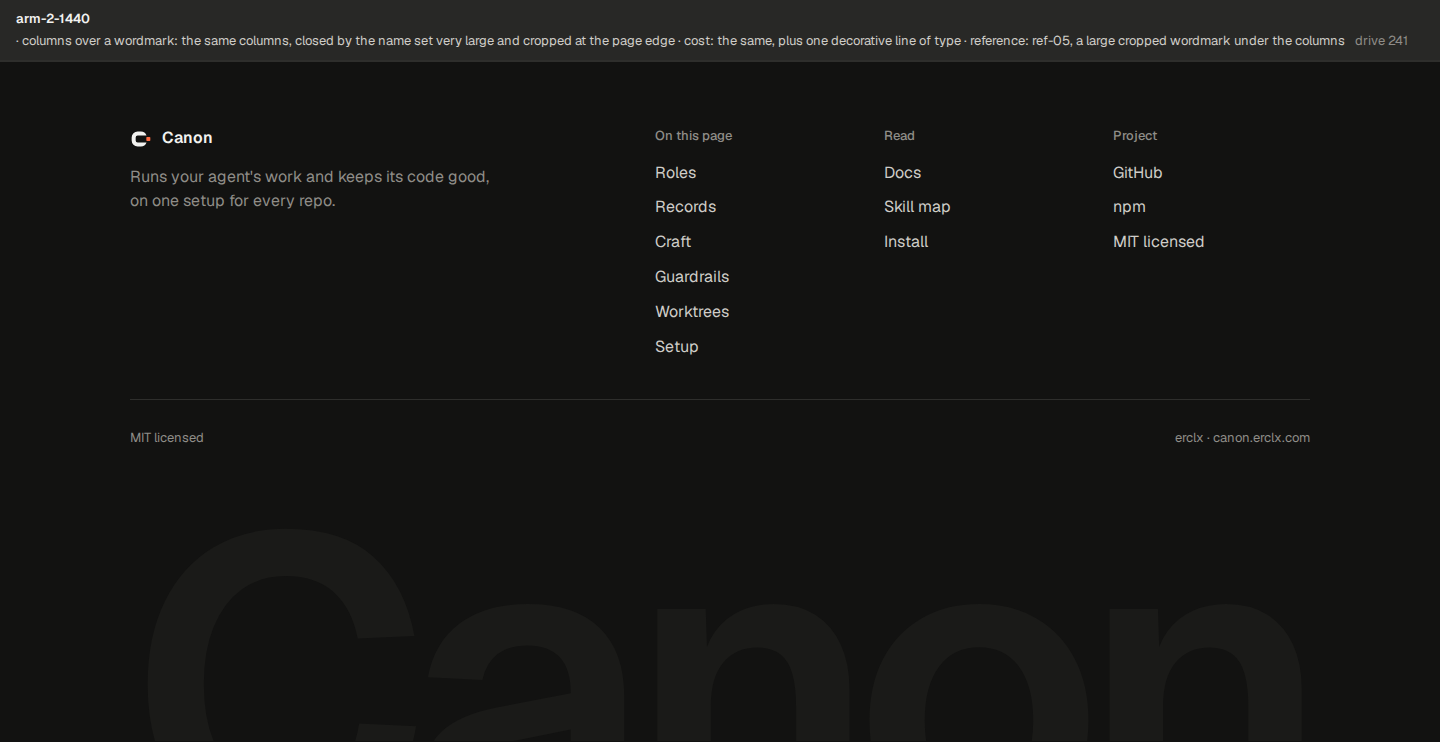 arm-2-1440
· columns over a wordmark: the same columns, closed by the name set very large and cropped at the page edge · cost: the same, plus one decorative line of type · reference: ref-05, a large cropped wordmark under the columns drive 241
Canon
Runs your agent's work and keeps its code good,
on one setup for every repo.
On this page
Roles
Records
Craft
Guardrails
Worktrees
Setup
Read
Docs
Skill map
Install
Project
GitHub
npm
MIT licensed
MIT licensed
erclx · canon.erclx.com
Canon